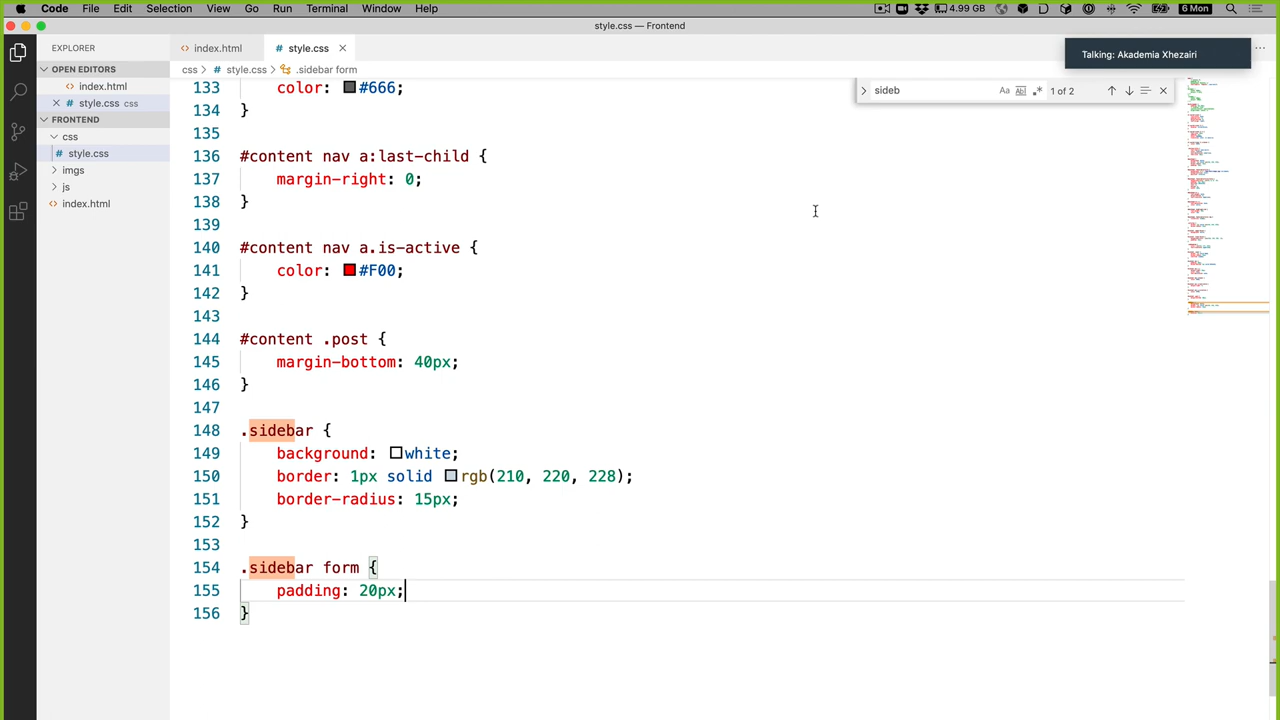 Code File Edit Selection View Go Run Terminal Window Help 4.99 GB 6 Mon
style.css — Frontend
EXPLORER
index.html style.css
Talking: Akademia Xhezairi
OPEN EDITORS
css > # style.css > .sidebar form
index.html
style.css css
FRONTEND
css
style.css
imgs
js
index.html
sideb Aa 1 of 2
133 color: #666;
134 }
135
136 #content nav a:last-child {
137 margin-right: 0;
138 }
139
140 #content nav a.is-active {
141 color: #F00;
142 }
143
144 #content .post {
145 margin-bottom: 40px;
146 }
147
148 .sidebar {
149 background: white;
150 border: 1px solid rgb(210, 220, 228);
151 border-radius: 15px;
152 }
153
154 .sidebar form {
155 padding: 20px;
156 }